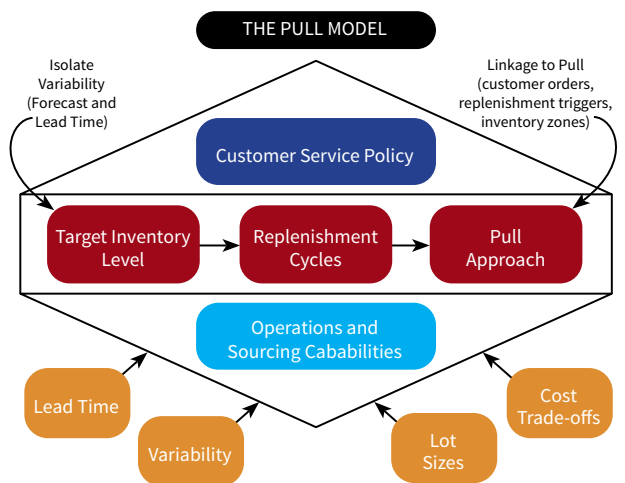 THE PULL MODEL
Isolate
Variability
(Forecast and
Lead Time)
Linkage to Pull
(customer orders,
replenishment triggers,
inventory zones)
Customer Service Policy
Target Inventory
Level
Replenishment
Cycles
Pull
Approach
Operations and
Sourcing Cababilities
Lead Time
Variability
Lot
Sizes
Cost
Trade-offs